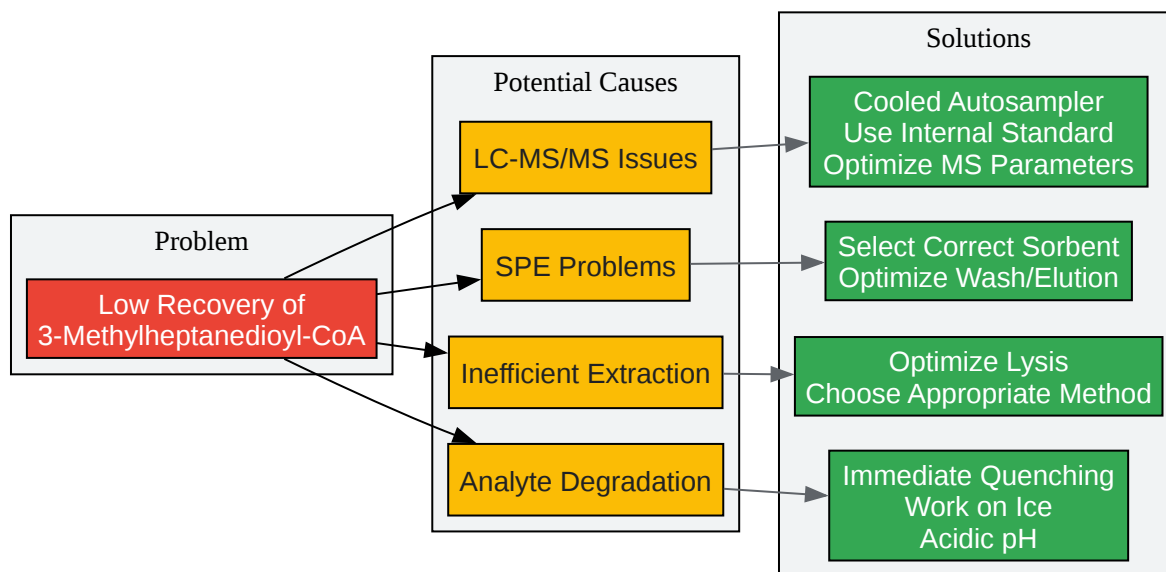 Problem
Low Recovery of
3-Methylheptanedioyl-CoA
Potential Causes
LC-MS/MS Issues
SPE Problems
Inefficient Extraction
Analyte Degradation
Solutions
Cooled Autosampler
Use Internal Standard
Optimize MS Parameters
Select Correct Sorbent
Optimize Wash/Elution
Optimize Lysis
Choose Appropriate Method
Immediate Quenching
Work on Ice
Acidic pH